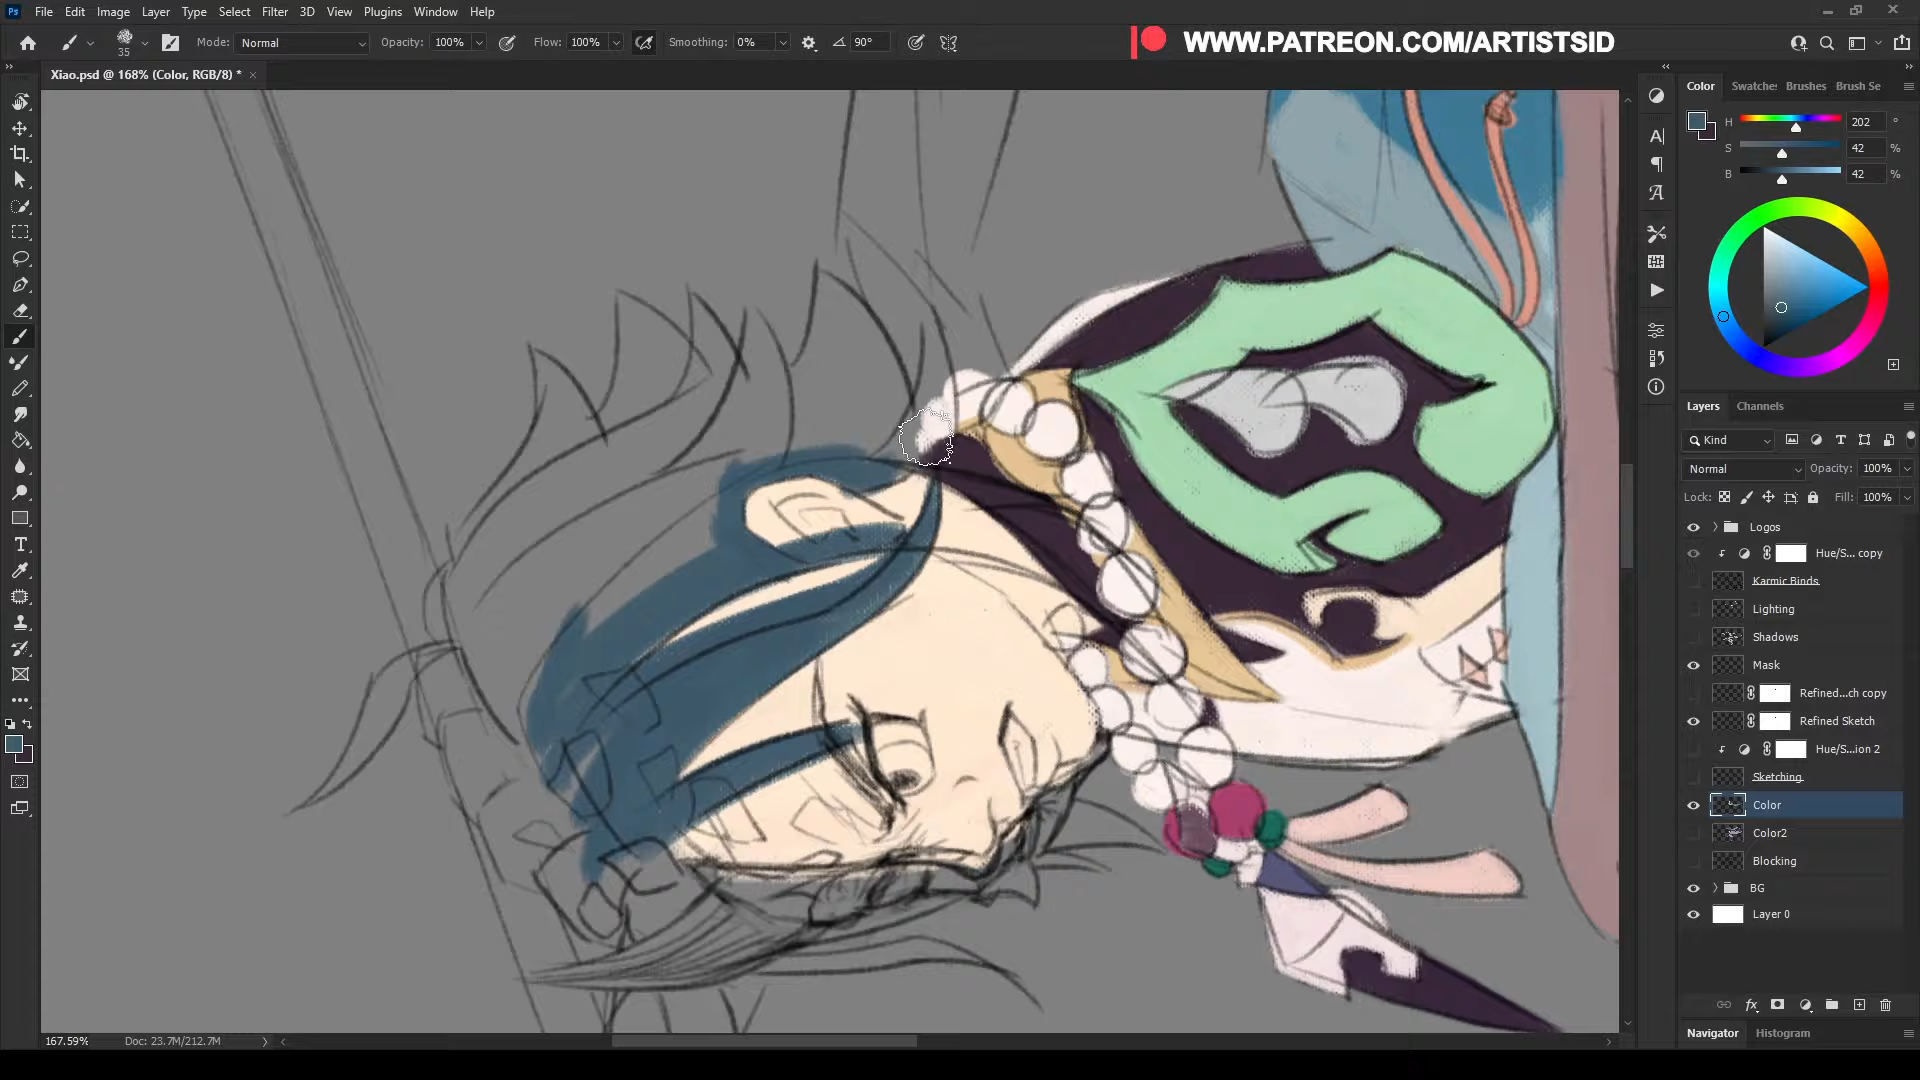 Ps File Edit Image Layer Type Select Filter 3D View Plugins Window Help
35 Mode: Normal Opacity: 100% Flow: 100% Smoothing: 0% 90°
WWW.PATREON.COM/ARTISTSID
Xiao.psd @ 168% (Color, RGB/8) *
Color Swatches Brushes Brush Se
H 202 °
S 42 %
B 42 %
Layers Channels
Kind
Normal Opacity: 100%
Lock: Fill: 100%
Logos
Hue/S... copy
Karmic Binds
Lighting
Shadows
Mask
Refined...ch copy
Refined Sketch
Hue/S...ion 2
Sketching
Color
Color2
Blocking
BG
Layer 0
fx
Navigator Histogram
167.59% Doc: 23.7M/212.7M